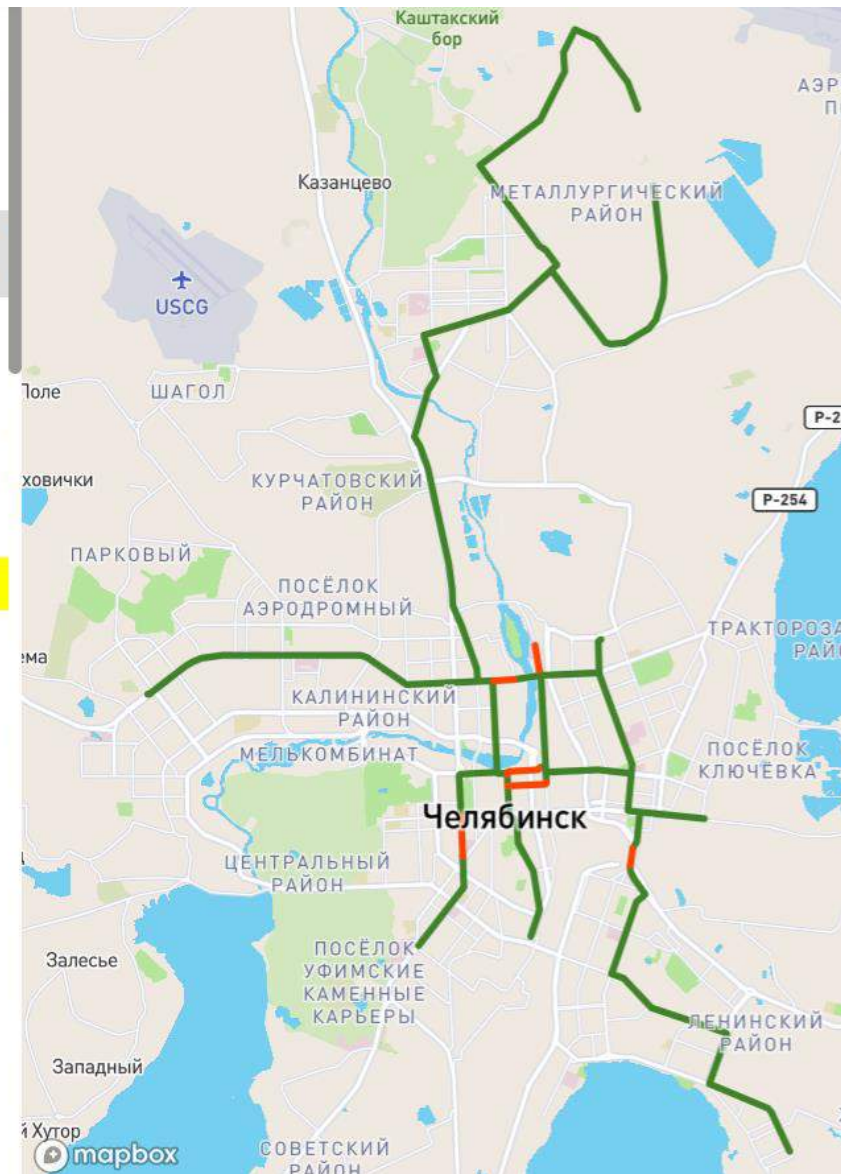 Каштакский
бор
АЭР
Казанцево
МЕТАЛЛУРГИЧЕСКИЙ
РАЙОН
USCG
Поле
ШАГОЛ
Р-2
КУРЧАТОВСКИЙ
РАЙОН
ховички
Р-254
ПАРКОВЫЙ
ПОСЁЛОК
АЭРОДРОМНЫЙ
ТРАКТОРОЗА
РАЙО
ема
КАЛИНИНСКИЙ
РАЙОН
МЕЛЬКОМБИНАТ
ПОСЁЛОК
КЛЮЧЕВКА
Челябинск
ЦЕНТРАЛЬНЫЙ
РАЙОН
Залесье
ПОСЁЛОК
УФИМСКИЕ
КАМЕННЫЕ
КАРЬЕРЫ
ЛЕНИНСКИЙ
РАЙОН
Западный
й Хутор
mapbox
СОВЕТСКИЙ
РАЙОН